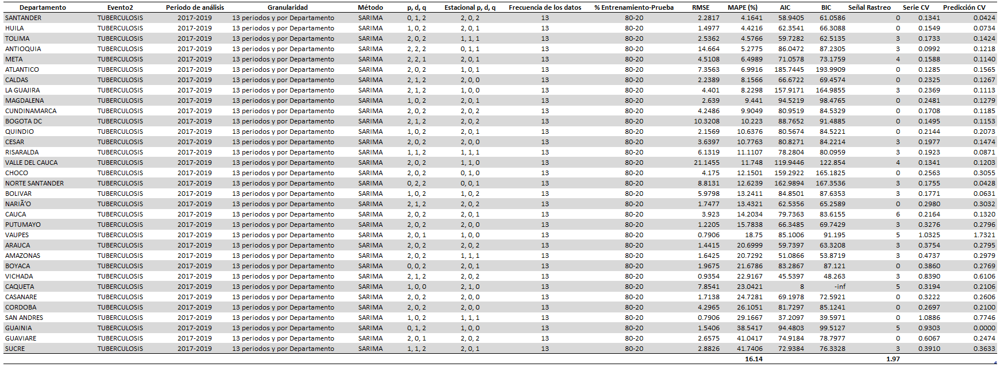 Departamento Evento2 Periodo de análisis Granularidad Método p, d, q Estacional p, d, q Frecuencia de los datos % Entrenamiento-Prueba RMSE MAPE (%) AIC BIC Señal Rastreo Serie CV Predicción CV
SANTANDER TUBERCULOSIS 2017-2019 13 periodos y por Departamento SARIMA 0, 1, 2 2, 0, 2 13 80-20 2.2817 4.1641 58.9405 61.0586 0 0.1341 0.0424
HUILA TUBERCULOSIS 2017-2019 13 periodos y por Departamento SARIMA 1, 0, 2 2, 0, 1 13 80-20 1.4977 4.4216 62.3541 66.3088 0 0.1549 0.0734
TOLIMA TUBERCULOSIS 2017-2019 13 periodos y por Departamento SARIMA 2, 0, 2 1, 1, 1 13 80-20 2.5362 4.5766 59.7282 62.5135 3 0.1733 0.1424
ANTIOQUIA TUBERCULOSIS 2017-2019 13 periodos y por Departamento SARIMA 2, 2, 2 0, 1, 1 13 80-20 14.664 5.2775 86.0472 87.2305 3 0.0992 0.1218
META TUBERCULOSIS 2017-2019 13 periodos y por Departamento SARIMA 2, 2, 1 2, 0, 1 13 80-20 4.5108 6.4989 71.0578 73.1759 4 0.1588 0.1140
ATLANTICO TUBERCULOSIS 2017-2019 13 periodos y por Departamento SARIMA 2, 0, 2 1, 0, 1 13 80-20 7.3563 6.9916 185.7445 193.9909 0 0.1285 0.1565
CALDAS TUBERCULOSIS 2017-2019 13 periodos y por Departamento SARIMA 2, 1, 2 2, 0, 0 13 80-20 2.2389 8.1566 66.6722 69.4574 0 0.2325 0.1267
LA GUAJIRA TUBERCULOSIS 2017-2019 13 periodos y por Departamento SARIMA 2, 1, 2 1, 0, 0 13 80-20 4.401 8.2298 157.9171 164.9855 3 0.2369 0.1113
MAGDALENA TUBERCULOSIS 2017-2019 13 periodos y por Departamento SARIMA 1, 0, 2 2, 0, 1 13 80-20 2.639 9.441 94.5219 98.4765 0 0.2481 0.1279
CUNDINAMARCA TUBERCULOSIS 2017-2019 13 periodos y por Departamento SARIMA 2, 0, 2 2, 0, 2 13 80-20 4.2486 9.9049 80.9519 84.5329 0 0.1708 0.1185
BOGOTA DC TUBERCULOSIS 2017-2019 13 periodos y por Departamento SARIMA 2, 1, 2 2, 0, 2 13 80-20 10.3208 10.223 88.7652 91.4885 0 0.1495 0.1153
QUINDIO TUBERCULOSIS 2017-2019 13 periodos y por Departamento SARIMA 1, 0, 2 2, 0, 1 13 80-20 2.1569 10.6376 80.5674 84.5221 0 0.2144 0.2073
CESAR TUBERCULOSIS 2017-2019 13 periodos y por Departamento SARIMA 2, 0, 2 2, 0, 0 13 80-20 3.6397 10.7763 80.8271 84.2214 3 0.1977 0.1474
RISARALDA TUBERCULOSIS 2017-2019 13 periodos y por Departamento SARIMA 1, 1, 2 1, 1, 1 13 80-20 6.1319 11.1107 78.2804 80.0959 3 0.1923 0.0871
VALLE DEL CAUCA TUBERCULOSIS 2017-2019 13 periodos y por Departamento SARIMA 2, 0, 2 1, 1, 0 13 80-20 21.1455 11.748 119.9446 122.854 4 0.1341 0.1203
CHOCO TUBERCULOSIS 2017-2019 13 periodos y por Departamento SARIMA 2, 0, 2 0, 1, 0 13 80-20 4.175 12.1501 159.2922 165.1825 0 0.2563 0.3055
NORTE SANTANDER TUBERCULOSIS 2017-2019 13 periodos y por Departamento SARIMA 0, 2, 2 0, 0, 1 13 80-20 8.8131 12.6239 162.9894 167.3536 3 0.1755 0.0428
BOLIVAR TUBERCULOSIS 2017-2019 13 periodos y por Departamento SARIMA 1, 0, 2 1, 0, 2 13 80-20 5.9798 13.2411 84.8501 87.6353 3 0.1771 0.0631
NARIÃ‘O TUBERCULOSIS 2017-2019 13 periodos y por Departamento SARIMA 2, 1, 2 2, 0, 2 13 80-20 1.7477 13.4321 62.5356 65.2589 0 0.2980 0.3032
CAUCA TUBERCULOSIS 2017-2019 13 periodos y por Departamento SARIMA 2, 0, 2 2, 0, 1 13 80-20 3.923 14.2034 79.7363 83.6155 6 0.2164 0.1320
PUTUMAYO TUBERCULOSIS 2017-2019 13 periodos y por Departamento SARIMA 2, 0, 2 2, 0, 0 13 80-20 1.2205 15.7838 66.3485 69.7429 3 0.3276 0.2796
VAUPES TUBERCULOSIS 2017-2019 13 periodos y por Departamento SARIMA 2, 0, 1 1, 0, 0 13 80-20 0.7906 18.75 85.1006 91.195 5 1.0325 1.7321
ARAUCA TUBERCULOSIS 2017-2019 13 periodos y por Departamento SARIMA 2, 0, 2 2, 0, 2 13 80-20 1.4415 20.6999 59.7397 63.3208 3 0.3754 0.2795
AMAZONAS TUBERCULOSIS 2017-2019 13 periodos y por Departamento SARIMA 2, 0, 2 1, 1, 1 13 80-20 1.6425 20.7292 51.0866 53.8719 3 0.4737 0.2979
BOYACA TUBERCULOSIS 2017-2019 13 periodos y por Departamento SARIMA 0, 0, 2 2, 0, 1 13 80-20 1.9675 21.6786 83.2867 87.121 0 0.3860 0.2769
VICHADA TUBERCULOSIS 2017-2019 13 periodos y por Departamento SARIMA 2, 1, 2 2, 0, 2 13 80-20 0.9354 22.9167 45.5397 48.263 3 0.8390 0.6106
CAQUETA TUBERCULOSIS 2017-2019 13 periodos y por Departamento SARIMA 1, 0, 0 2, 1, 0 13 80-20 7.8541 23.0421 8 -inf 5 0.3194 0.2106
CASANARE TUBERCULOSIS 2017-2019 13 periodos y por Departamento SARIMA 2, 0, 2 2, 0, 0 13 80-20 1.7138 24.7281 69.1978 72.5921 0 0.3222 0.2606
CORDOBA TUBERCULOSIS 2017-2019 13 periodos y por Departamento SARIMA 2, 0, 2 2, 0, 0 13 80-20 4.2965 26.1051 81.7297 85.1241 0 0.2697 0.2100
SAN ANDRES TUBERCULOSIS 2017-2019 13 periodos y por Departamento SARIMA 1, 0, 2 1, 1, 1 13 80-20 0.7906 29.1667 37.2097 39.5971 0 1.0886 0.7746
GUAINIA TUBERCULOSIS 2017-2019 13 periodos y por Departamento SARIMA 0, 1, 2 1, 0, 0 13 80-20 1.5406 38.5417 94.4803 99.5127 5 0.9303 0.0000
GUAVIARE TUBERCULOSIS 2017-2019 13 periodos y por Departamento SARIMA 2, 0, 1 2, 0, 2 13 80-20 2.6575 41.0417 74.9184 78.7977 0 0.6067 0.2474
SUCRE TUBERCULOSIS 2017-2019 13 periodos y por Departamento SARIMA 1, 1, 2 2, 0, 1 13 80-20 2.8826 41.7406 72.9384 76.3328 3 0.3910 0.3633
16.14 1.97